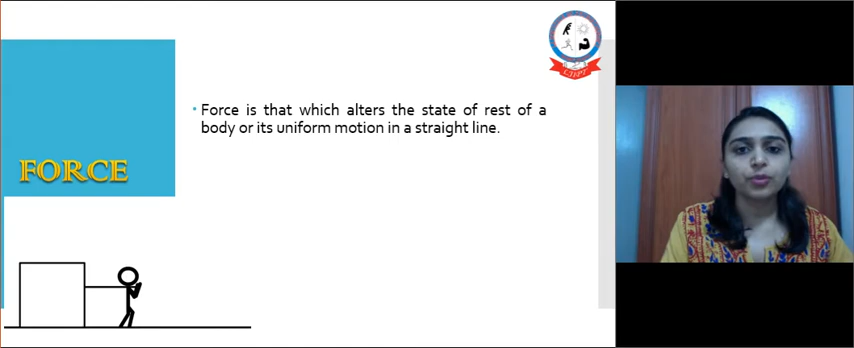 FORCE
Force is that which alters the state of rest of a
body or its uniform motion in a straight line.